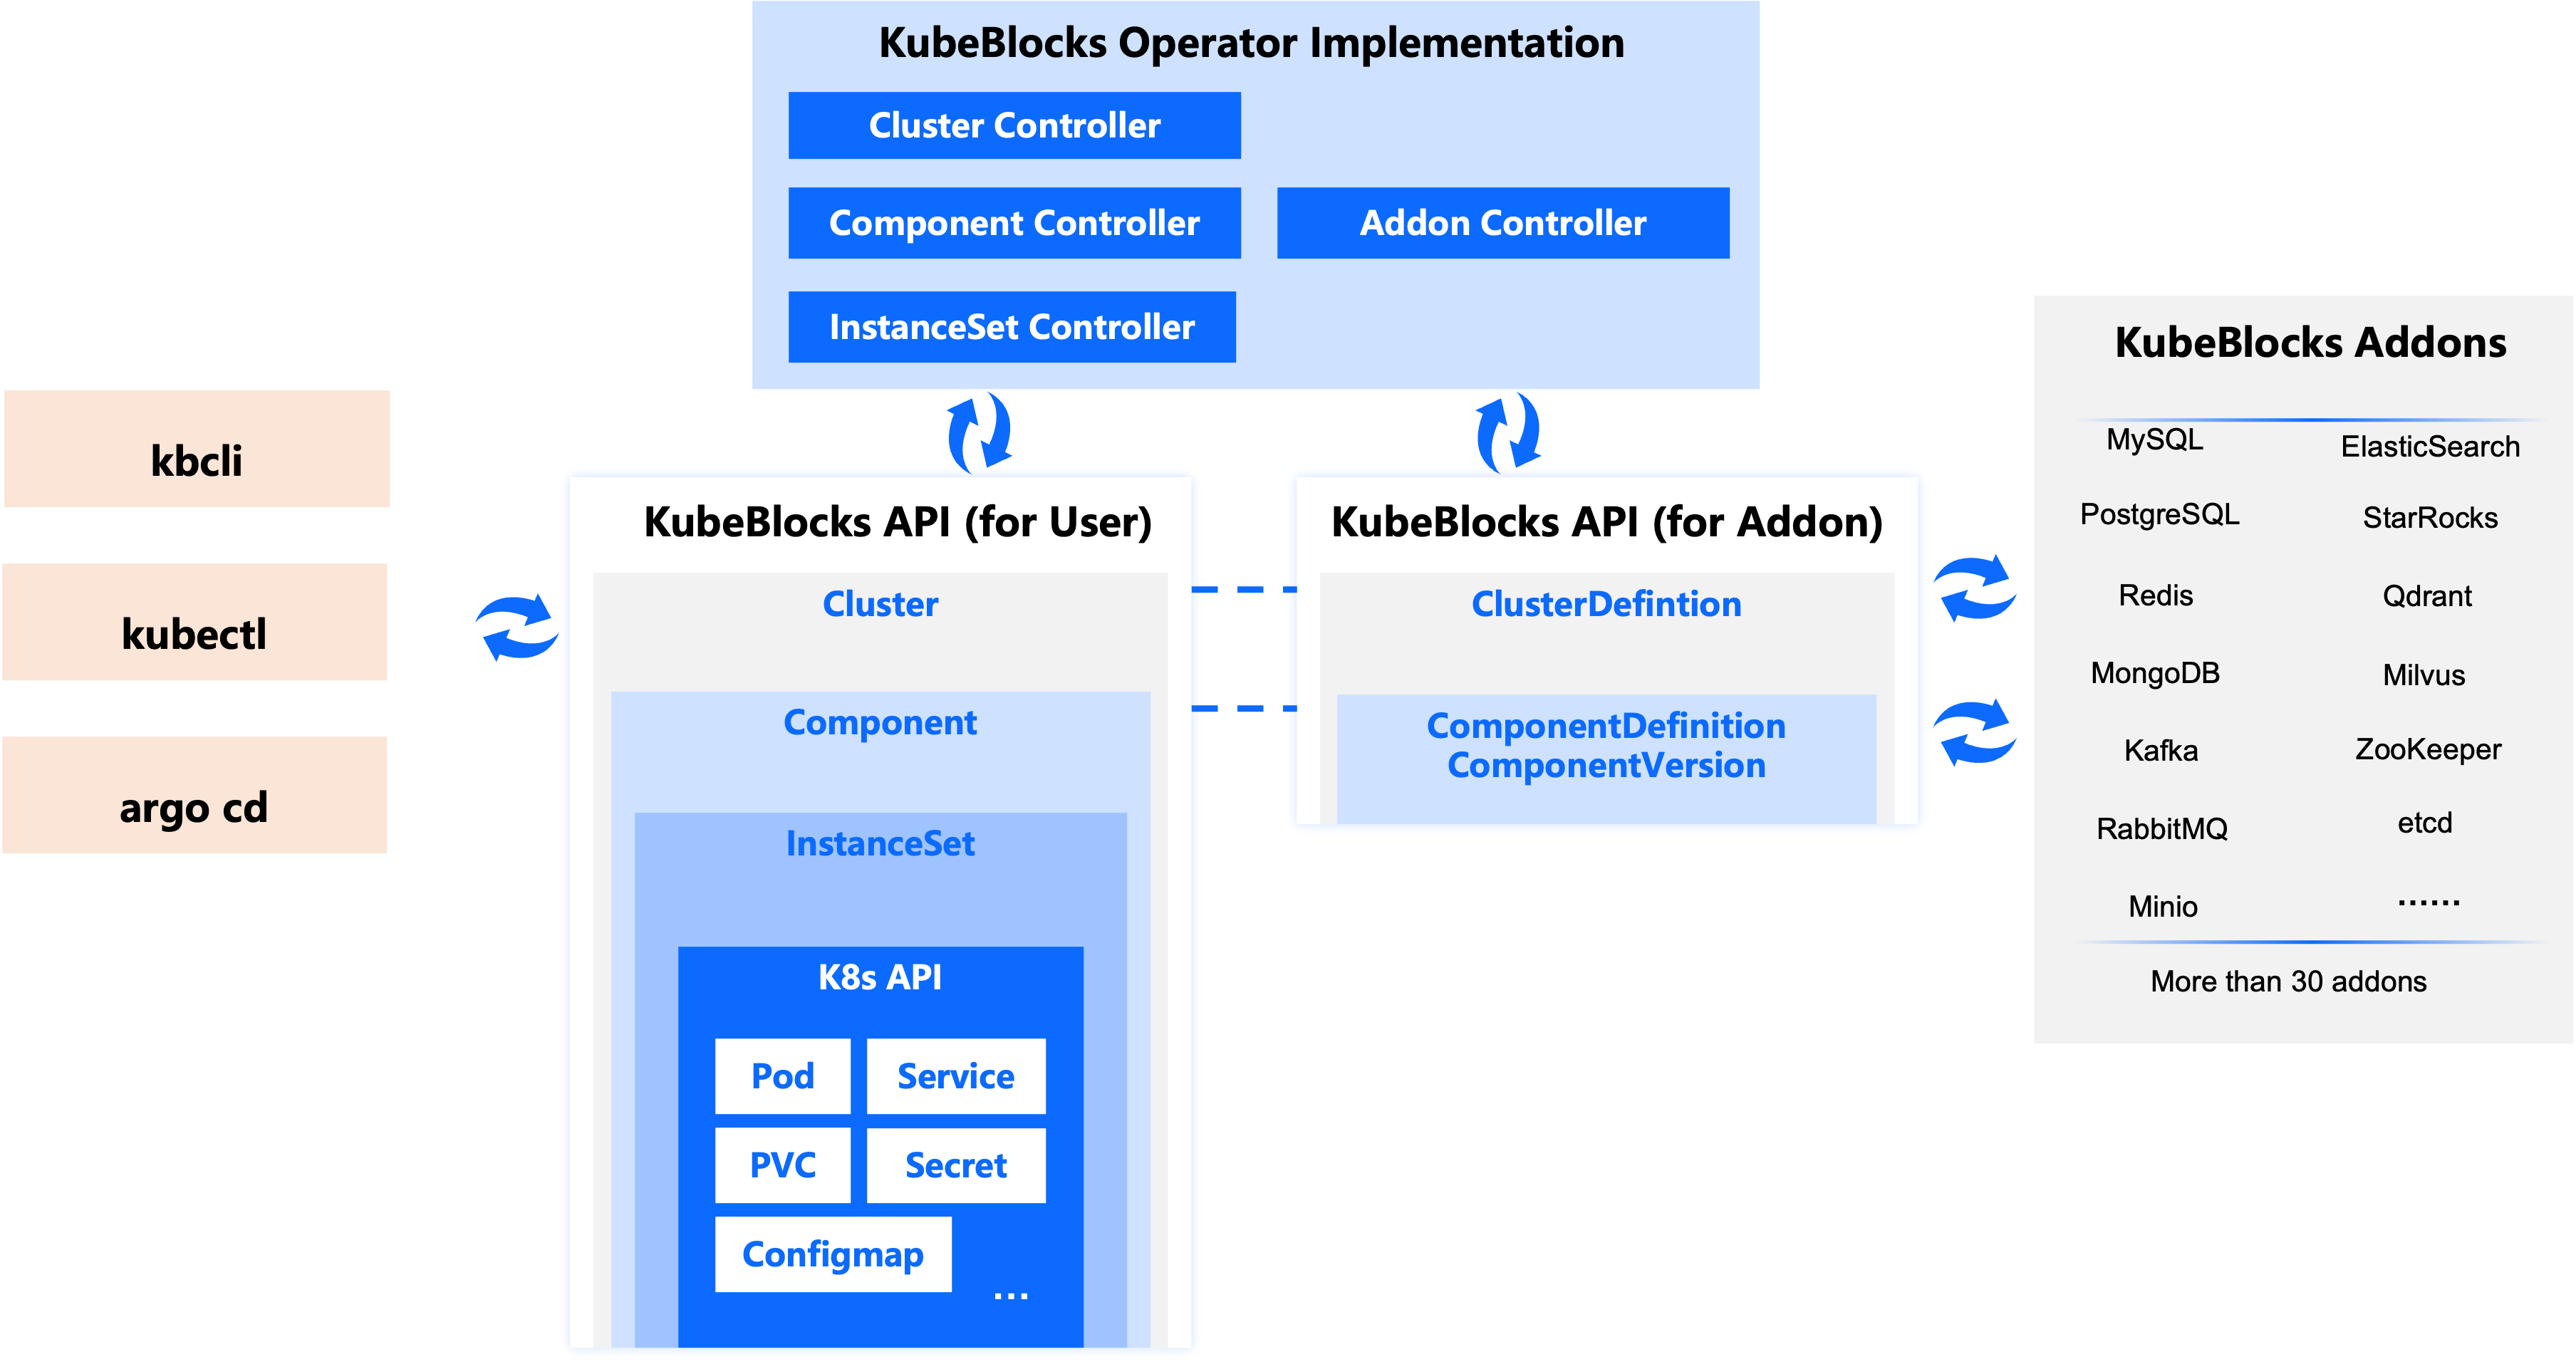 KubeBlocks Operator Implementation
Cluster Controller
Component Controller
Addon Controller
InstanceSet Controller
kbcli
kubectl
argo cd
KubeBlocks API (for User)
Cluster
Component
InstanceSet
K8s API
Pod
Service
PVC
Secret
Configmap
...
KubeBlocks API (for Addon)
ClusterDefintion
ComponentDefinition
ComponentVersion
KubeBlocks Addons
MySQL
ElasticSearch
PostgreSQL
StarRocks
Redis
Qdrant
MongoDB
Milvus
Kafka
ZooKeeper
RabbitMQ
etcd
Minio
......
More than 30 addons